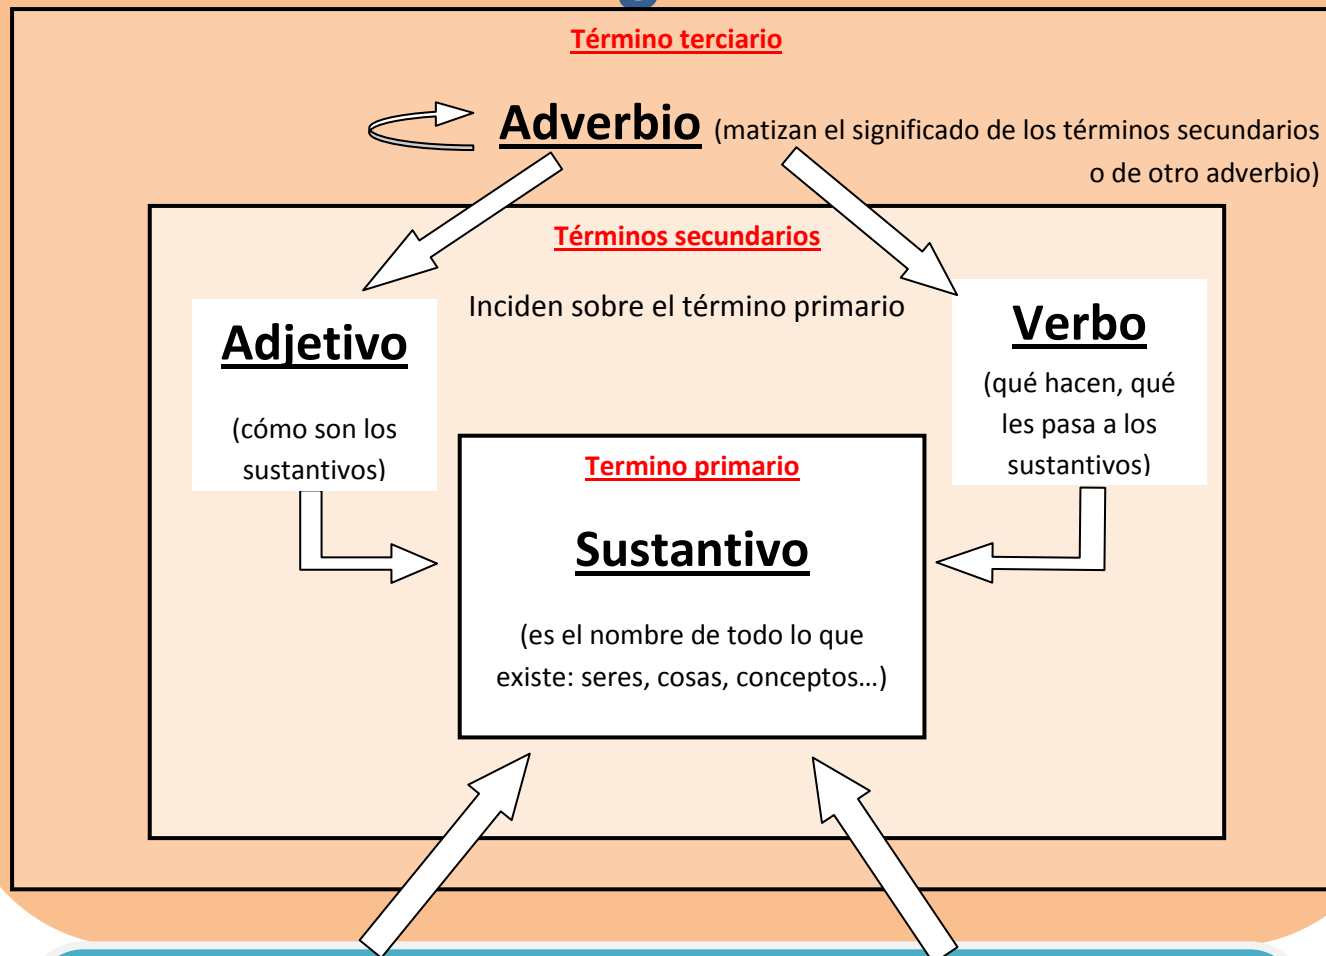 Término terciario
Adverbio (matizan el significado de los términos secundarios
o de otro adverbio)
Términos secundarios
Inciden sobre el término primario
Adjetivo
(cómo son los
sustantivos)
Verbo
(qué hacen, qué
les pasa a los
sustantivos)
Termino primario
Sustantivo
(es el nombre de todo lo que
existe: seres, cosas, conceptos…)